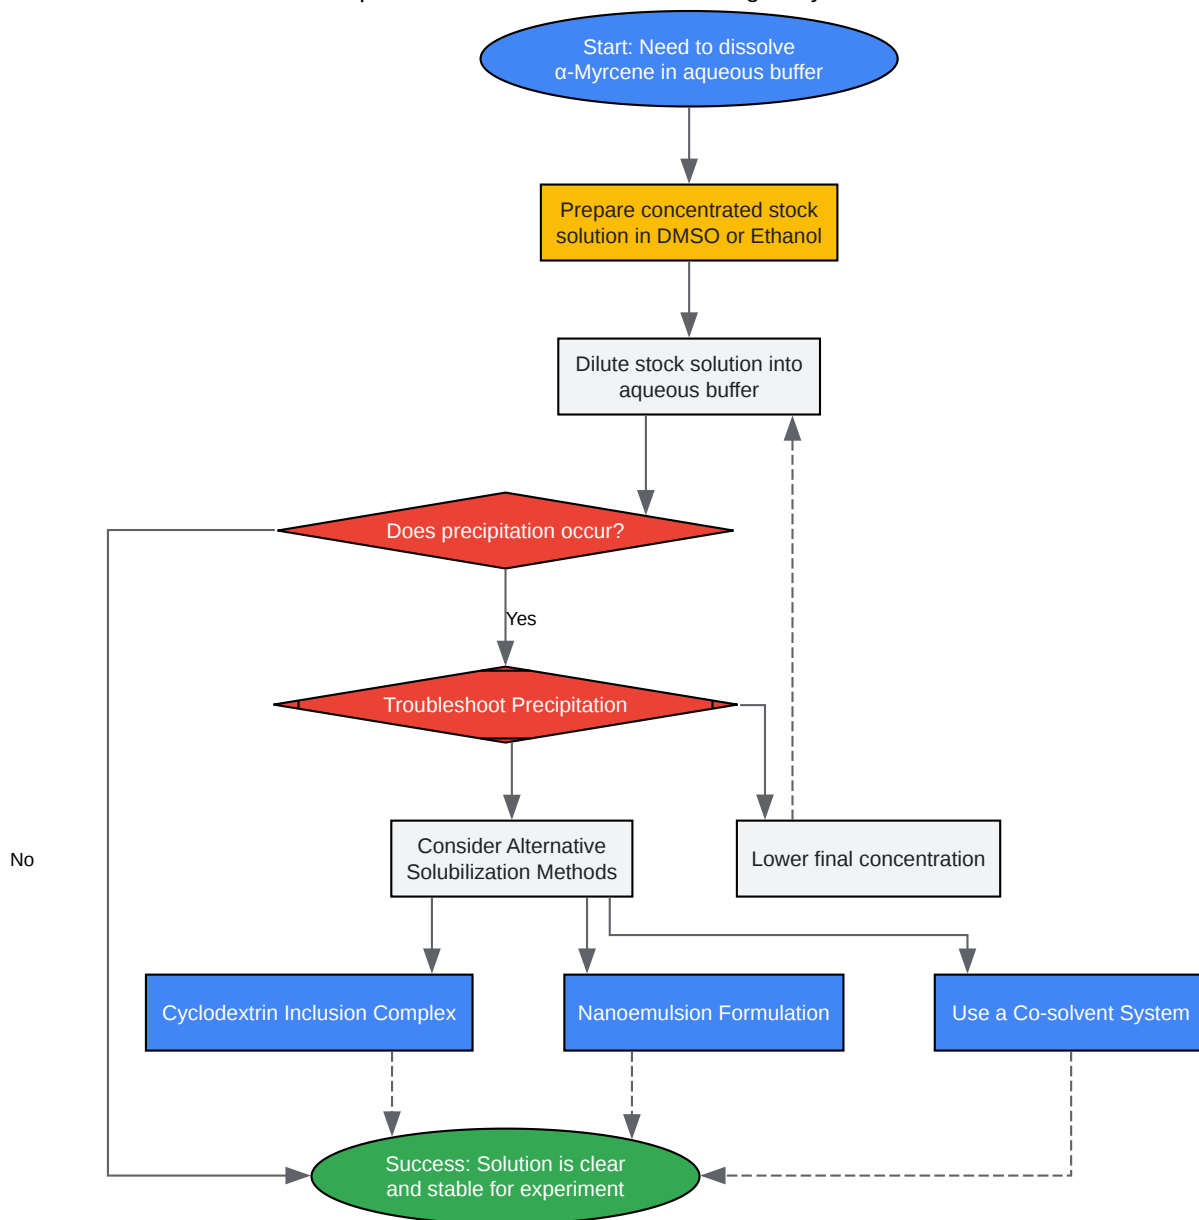 Start: Need to dissolve
α-Myrcene in aqueous buffer
Prepare concentrated stock
solution in DMSO or Ethanol
Dilute stock solution into
aqueous buffer
Does precipitation occur?
Yes
Troubleshoot Precipitation
Consider Alternative
Solubilization Methods
Lower final concentration
No
Cyclodextrin Inclusion Complex
Nanoemulsion Formulation
Use a Co-solvent System
Success: Solution is clear
and stable for experiment